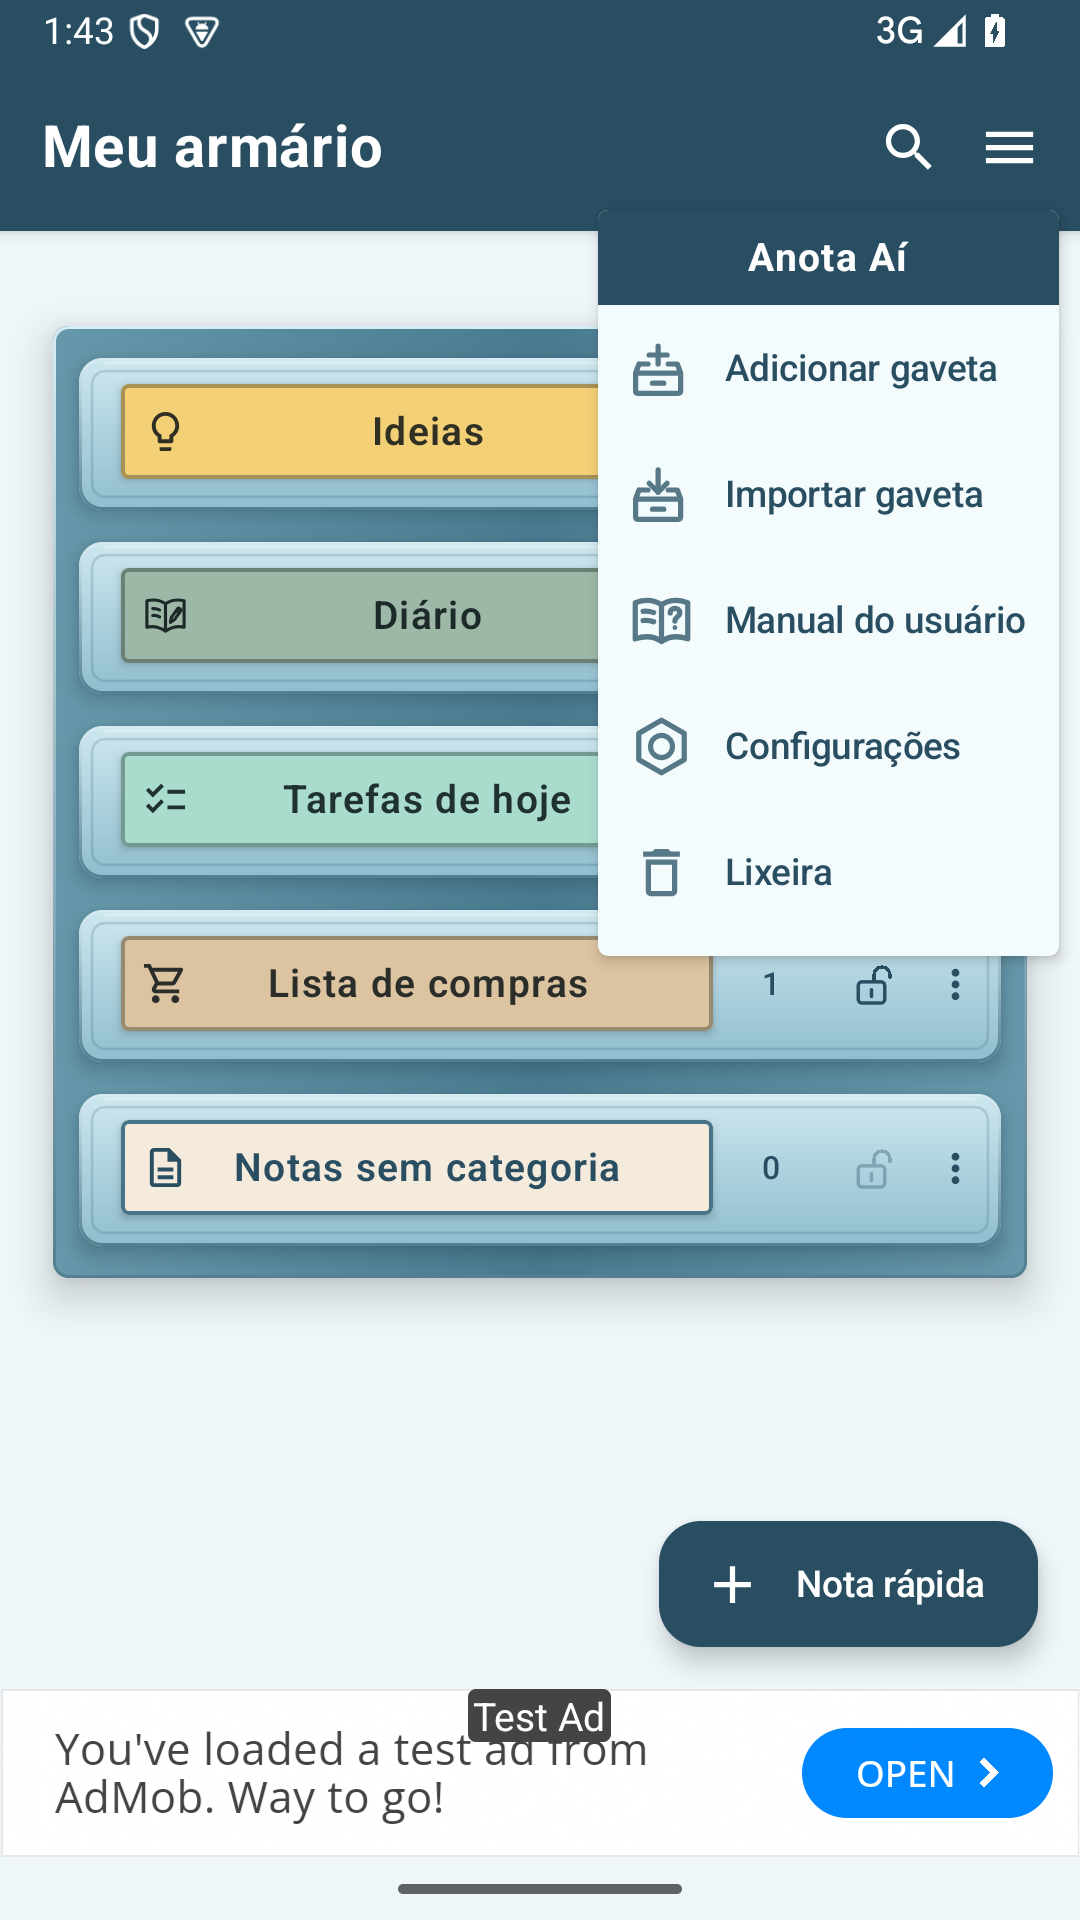 1:43
3G
Meu armário
Anota Aí
Adicionar gaveta
Importar gaveta
Manual do usuário
Configurações
Lixeira
Ideias
Diário
Tarefas de hoje
Lista de compras
1
Notas sem categoria
0
Nota rápida
Test Ad
You've loaded a test ad from
AdMob. Way to go!
OPEN